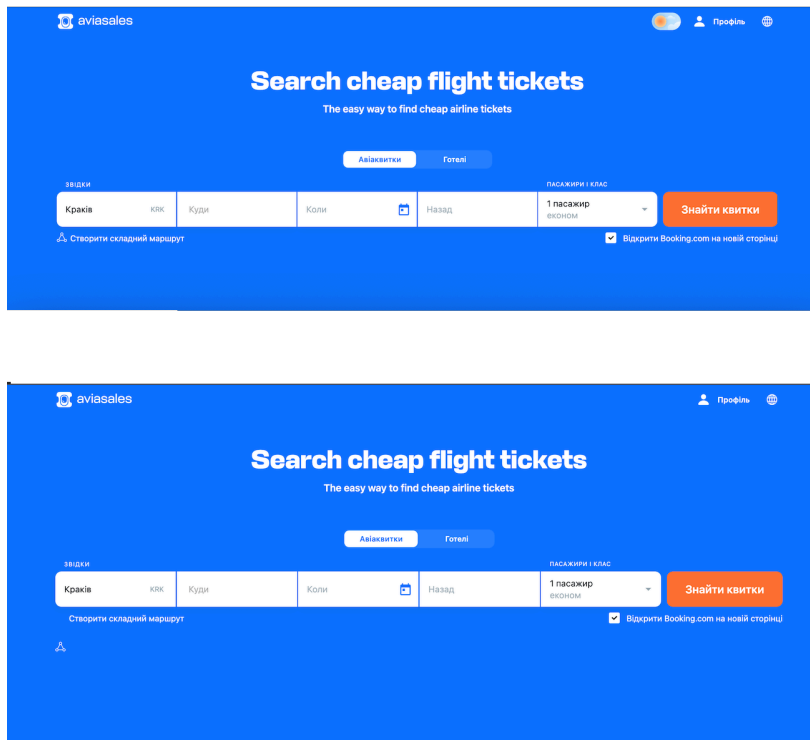 aviasales
Профіль
Search cheap flight tickets
The easy way to find cheap airline tickets
Авіаквитки Готелі
ЗВІДКИ ПАСАЖИРИ І КЛАС
Краків KRK Куди Коли Назад 1 пасажир економ Знайти квитки
Створити складний маршрут Відкрити Booking.com на новій сторінці
aviasales
Профіль
Search cheap flight tickets
The easy way to find cheap airline tickets
Авіаквитки Готелі
ЗВІДКИ ПАСАЖИРИ І КЛАС
Краків KRK Куди Коли Назад 1 пасажир економ Знайти квитки
Створити складний маршрут Відкрити Booking.com на новій сторінці